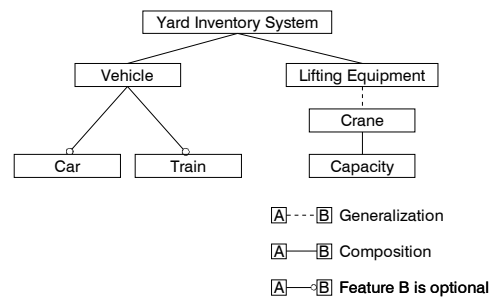 Yard Inventory System
Vehicle
Lifting Equipment
Crane
Car
Train
Capacity
A B Generalization
A B Composition
A B Feature B is optional